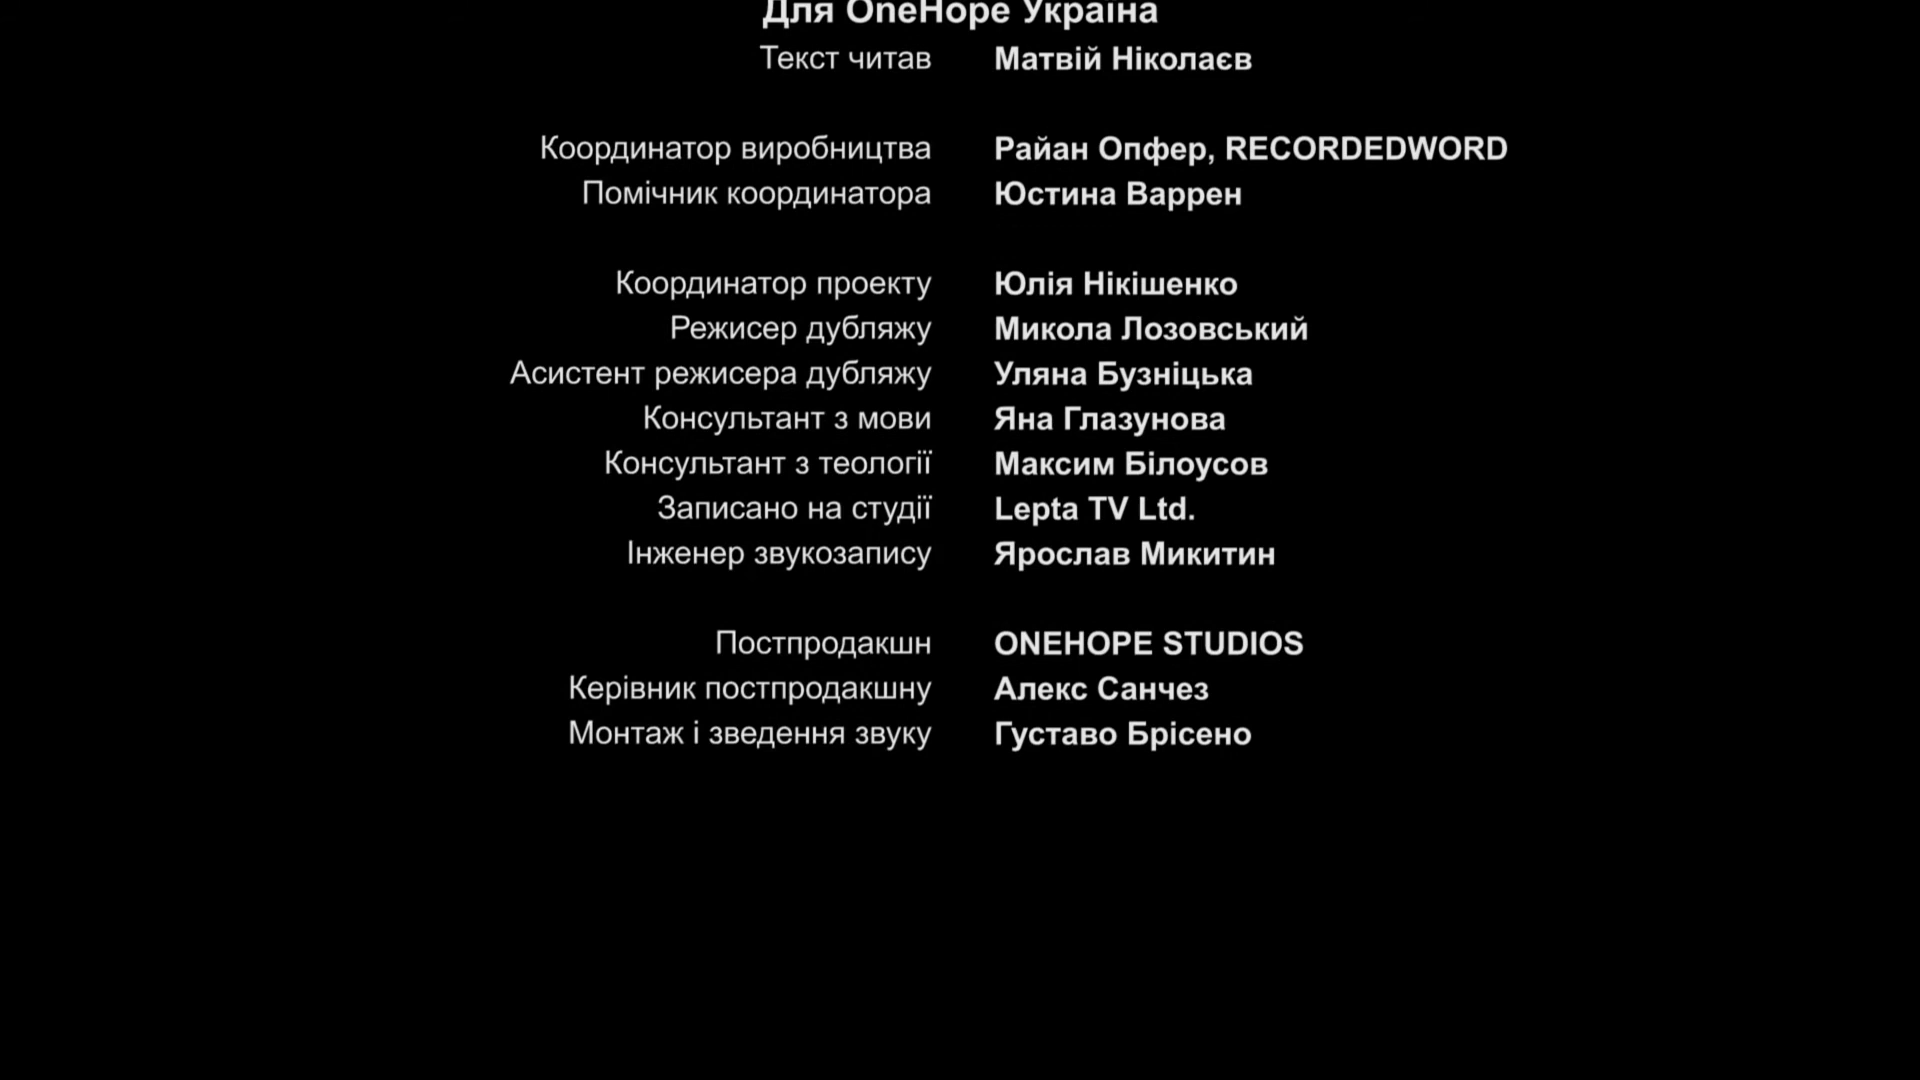 Для OneHope Україна
Текст читав Матвій Ніколаєв
Координатор виробництва Райан Опфер, RECORDEDWORD
Помічник координатора Юстина Варрен
Координатор проекту Юлія Нікішенко
Режисер дубляжу Микола Лозовський
Асистент режисера дубляжу Уляна Бузніцька
Консультант з мови Яна Глазунова
Консультант з теології Максим Білоусов
Записано на студії Lepta TV Ltd.
Інженер звукозапису Ярослав Микитин
Постпродакшн ONEHOPE STUDIOS
Керівник постпродакшну Алекс Санчез
Монтаж і зведення звуку Густаво Брісено